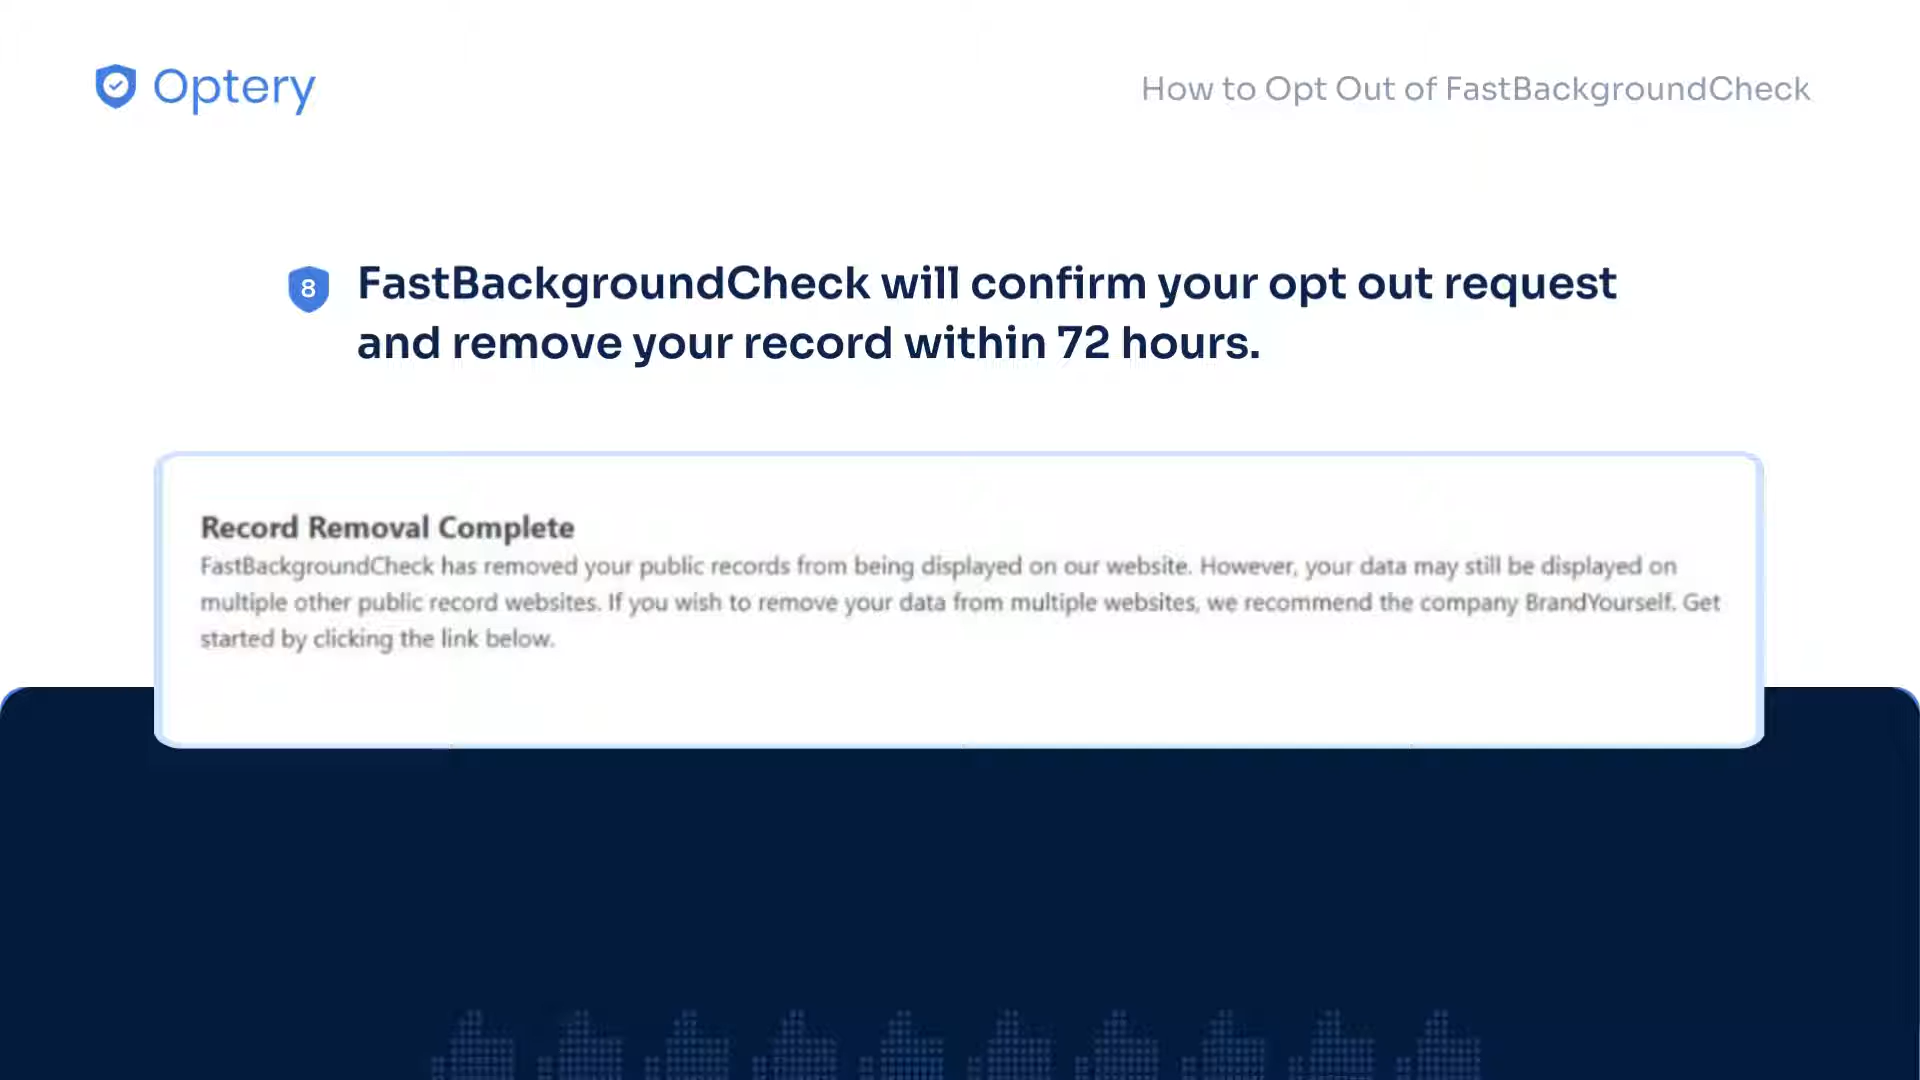 Optery
How to Opt Out of FastBackgroundCheck
8
FastBackgroundCheck will confirm your opt out request
and remove your record within 72 hours.
Record Removal Complete
FastBackgroundCheck has removed your public records from being displayed on our website. However, your data may still be displayed on
multiple other public record websites. If you wish to remove your data from multiple websites, we recommend the company BrandYourself. Get
started by clicking the link below.